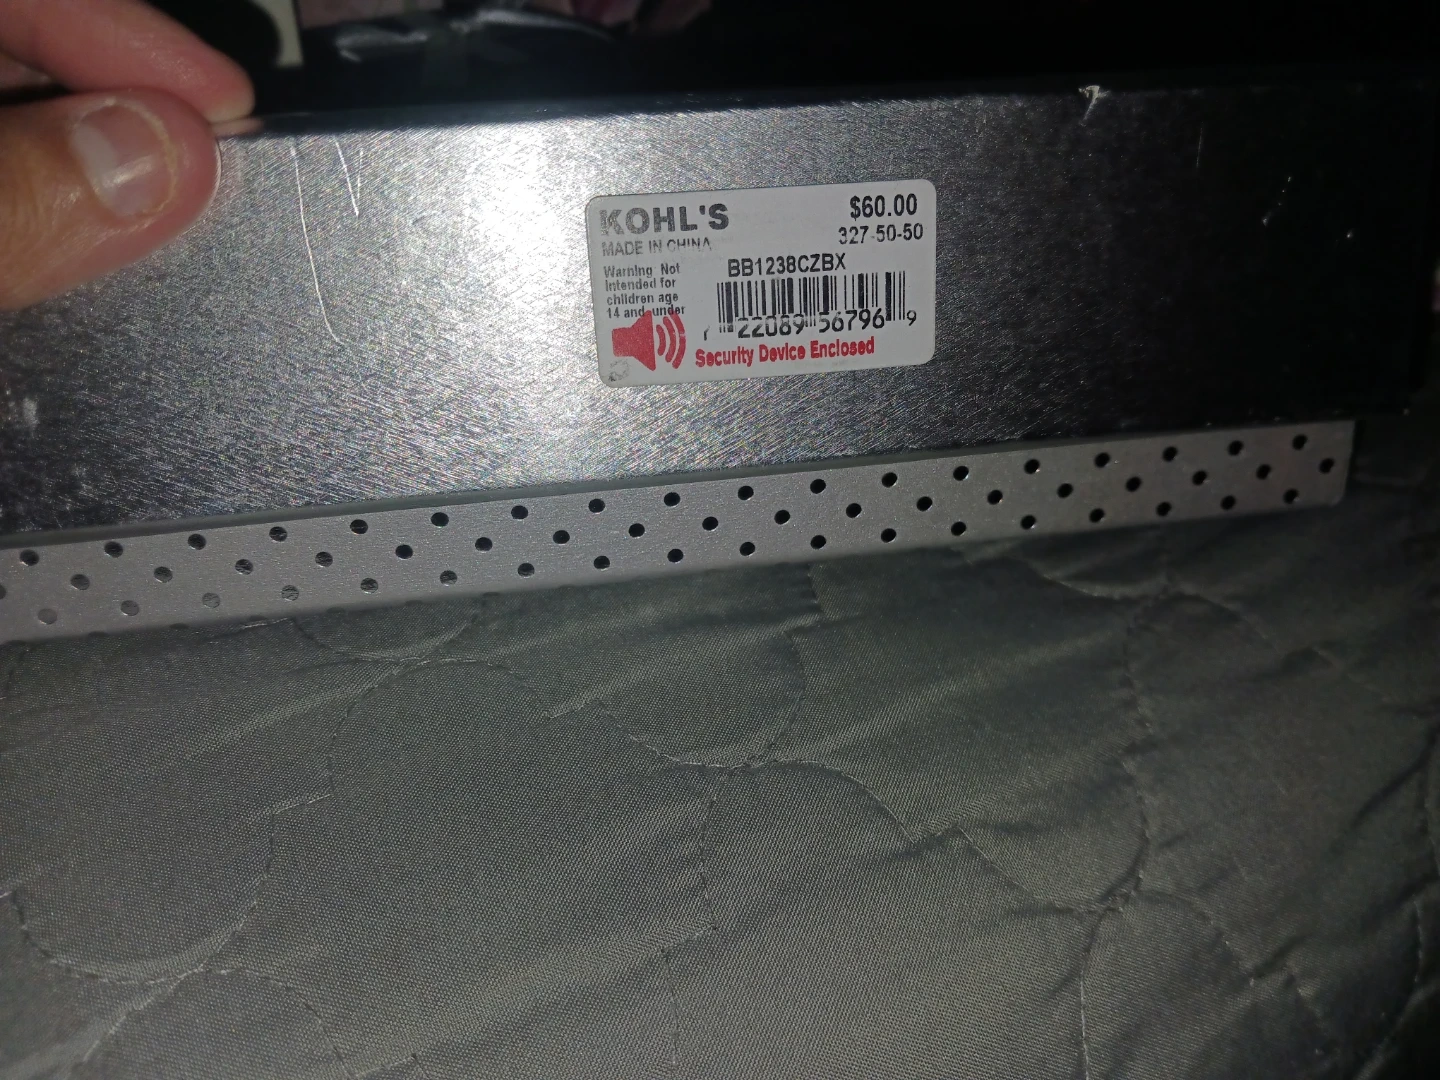 KOHL'S
$60.00
MADE IN CHINA
327-50-50
Warning Not
Intended for
children age
14 and under
BB1238CZBX
22089 56796 9
Security Device Enclosed